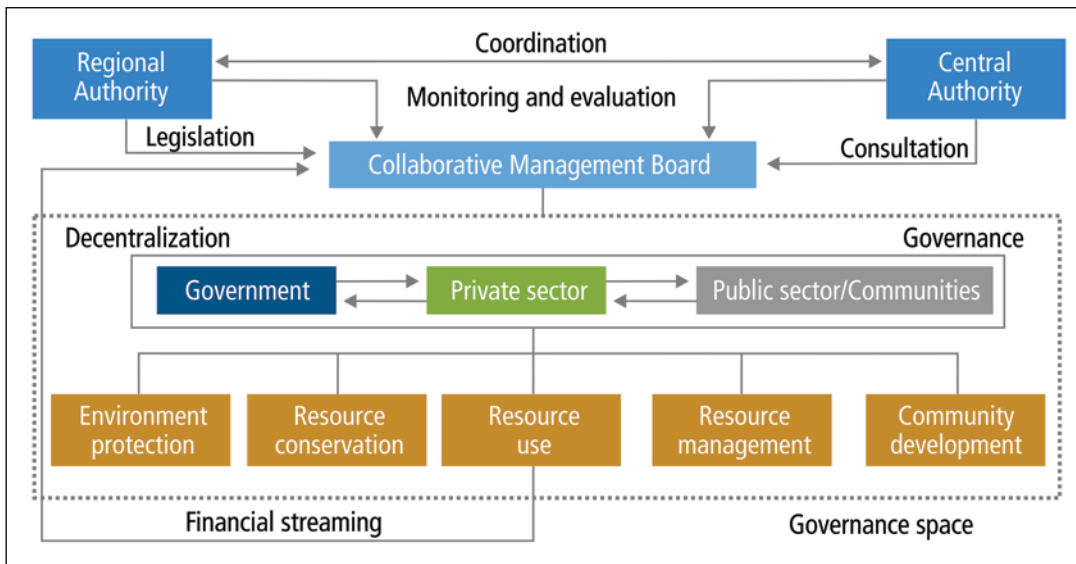 Coordination
Regional
Authority
Central
Authority
Monitoring and evaluation
Legislation
Consultation
Collaborative Management Board
Decentralization
Governance
Government
Private sector
Public sector/Communities
Environment
protection
Resource
conservation
Resource
use
Resource
management
Community
development
Financial streaming
Governance space